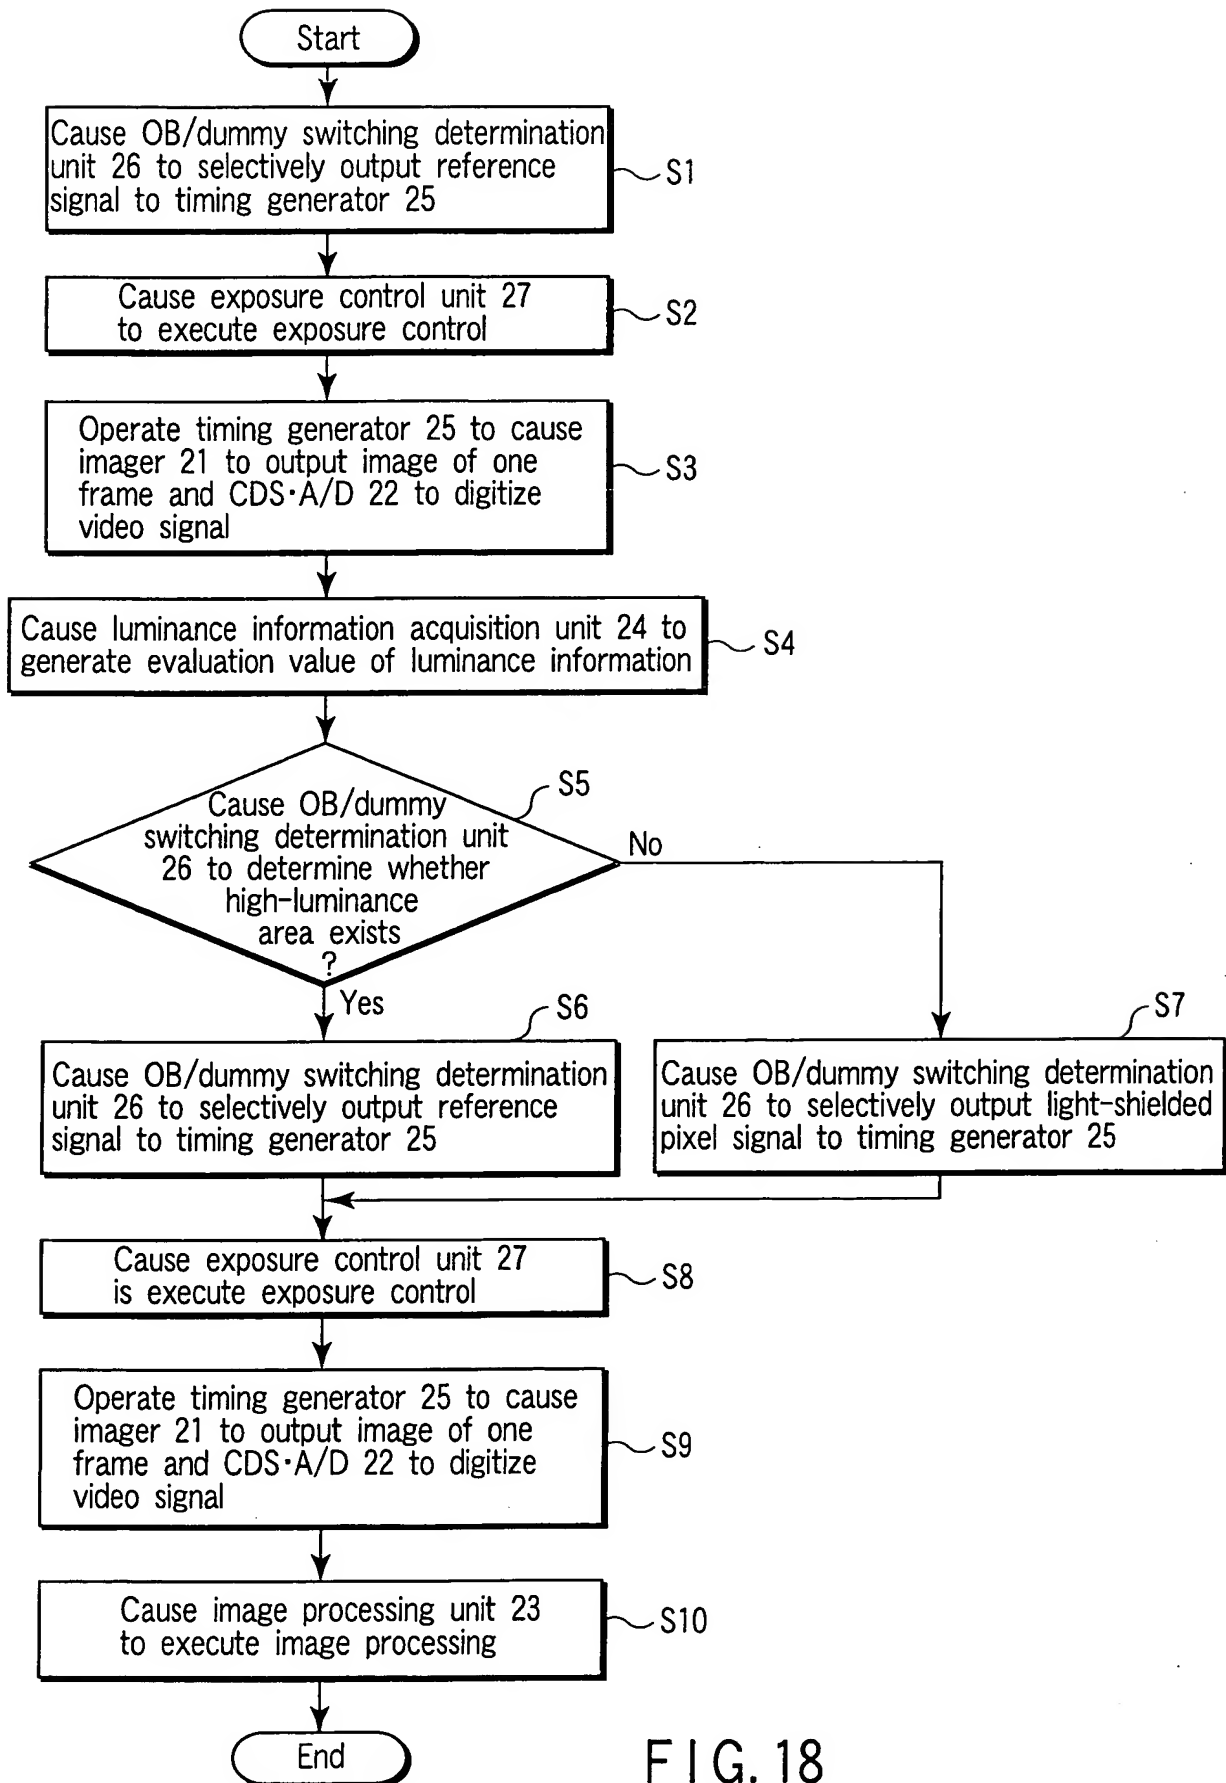 Start
Cause OB/dummy switching determination
unit 26 to selectively output reference
signal to timing generator 25
S1
Cause exposure control unit 27
to execute exposure control
S2
Operate timing generator 25 to cause
imager 21 to output image of one
frame and CDS·A/D 22 to digitize
video signal
S3
Cause luminance information acquisition unit 24 to
generate evaluation value of luminance information
S4
Cause OB/dummy
switching determination unit
26 to determine whether
high-luminance
area exists
?
S5
No
Yes
S6
Cause OB/dummy switching determination
unit 26 to selectively output reference
signal to timing generator 25
S7
Cause OB/dummy switching determination
unit 26 to selectively output light-shielded
pixel signal to timing generator 25
Cause exposure control unit 27
is execute exposure control
S8
Operate timing generator 25 to cause
imager 21 to output image of one
frame and CDS·A/D 22 to digitize
video signal
S9
Cause image processing unit 23
to execute image processing
S10
End
FIG. 18